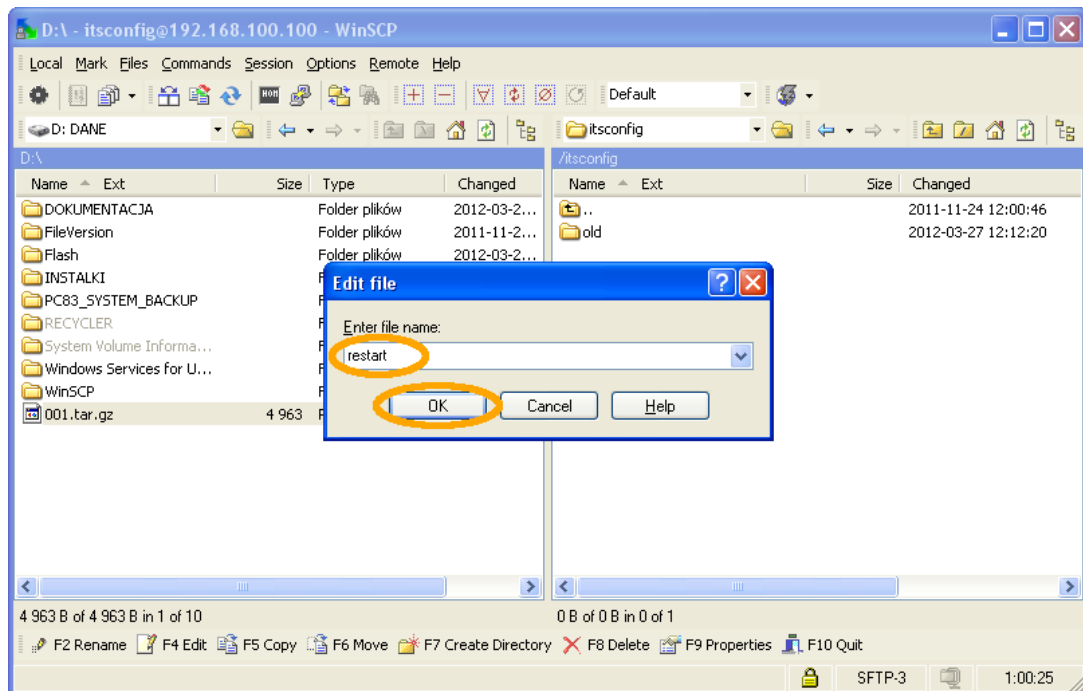 D:\ - itsconfig@192.168.100.100 - WinSCP
Local Mark Files Commands Session Options Remote Help
Default
D: DANE
itsconfig
D:\
/itsconfig
Name Ext Size Type Changed
Name Ext Size Changed
DOKUMENTACJA Folder plików 2012-03-2...
.. 2011-11-24 12:00:46
FileVersion Folder plików 2011-11-2...
old 2012-03-27 12:12:20
Flash Folder plików 2012-03-2...
INSTALKI
PC83_SYSTEM_BACKUP
RECYCLER
System Volume Informa...
Windows Services for U...
WinSCP
001.tar.gz 4 963
Edit file
Enter file name:
restart
OK Cancel Help
4 963 B of 4 963 B in 1 of 10
0 B of 0 B in 0 of 1
F2 Rename F4 Edit F5 Copy F6 Move F7 Create Directory F8 Delete F9 Properties F10 Quit
SFTP-3 1:00:25